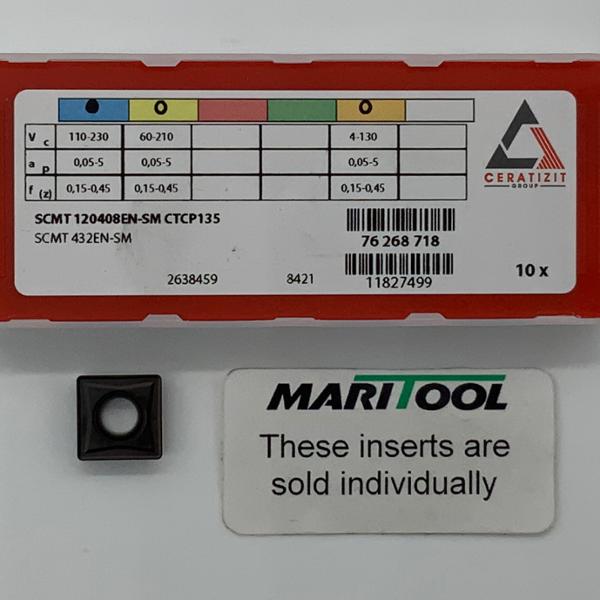 V c 110-230 60-210 4-130
a p 0,05-5 0,05-5 0,05-5
f (z) 0,15-0,45 0,15-0,45 0,15-0,45
CERATIZIT
GROUP
SCMT 120408EN-SM CTCP135
SCMT 432EN-SM
76 268 718
2638459 8421 11827499
10 x
MARITOOL
These inserts are
sold individually